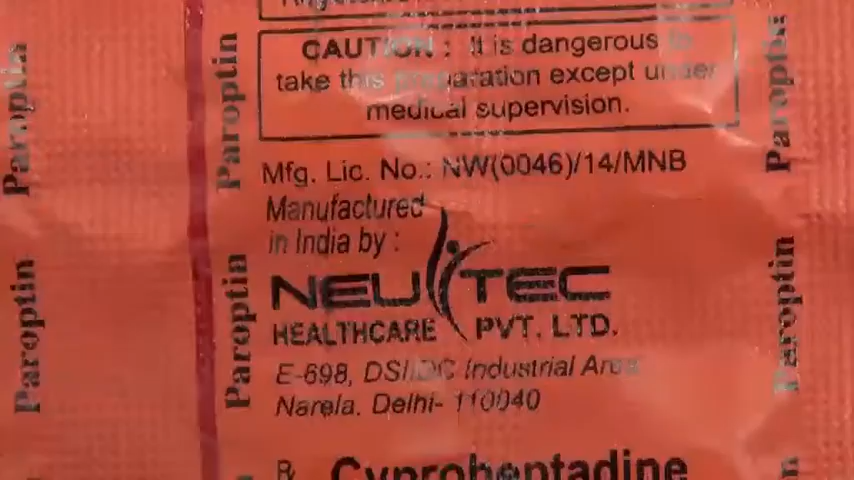 CAUTION : It is dangerous to
take this preparation except under
medical supervision.
Mfg. Lic. No.: NW(0046)/14/MNB
Manufactured
in India by :
NEUTEC
HEALTHCARE PVT. LTD.
E-698, DSIIDC Industrial Area
Narela. Delhi- 110040
℞ Cyproheptadine
Paroptin
Paroptin
Paroptin
Paroptin
Paroptin
Paroptin